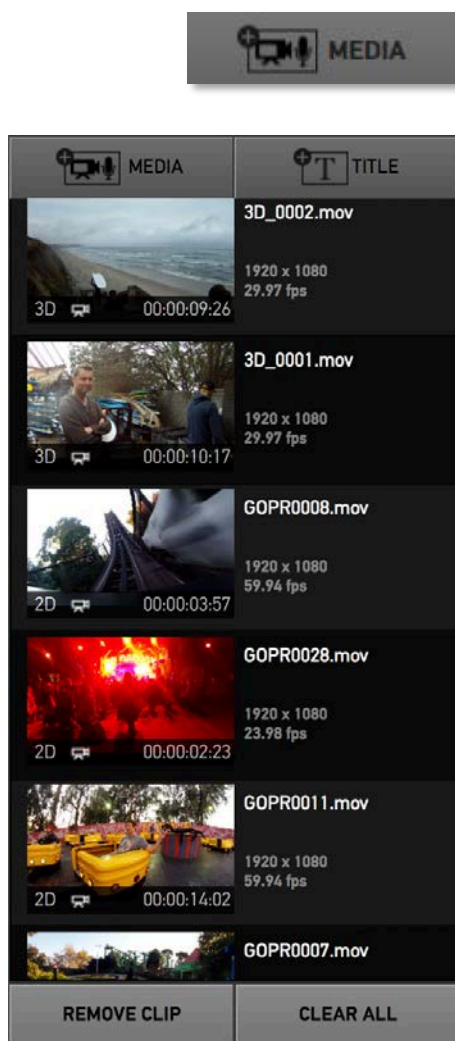 MEDIA
MEDIA
T TITLE
3D_0002.mov
1920 x 1080
29.97 fps
3D 00:00:09:26
3D_0001.mov
1920 x 1080
29.97 fps
3D 00:00:10:17
GOPR0008.mov
1920 x 1080
59.94 fps
2D 00:00:03:57
GOPR0028.mov
1920 x 1080
23.98 fps
2D 00:00:02:23
GOPR0011.mov
1920 x 1080
59.94 fps
2D 00:00:14:02
GOPR0007.mov
REMOVE CLIP
CLEAR ALL